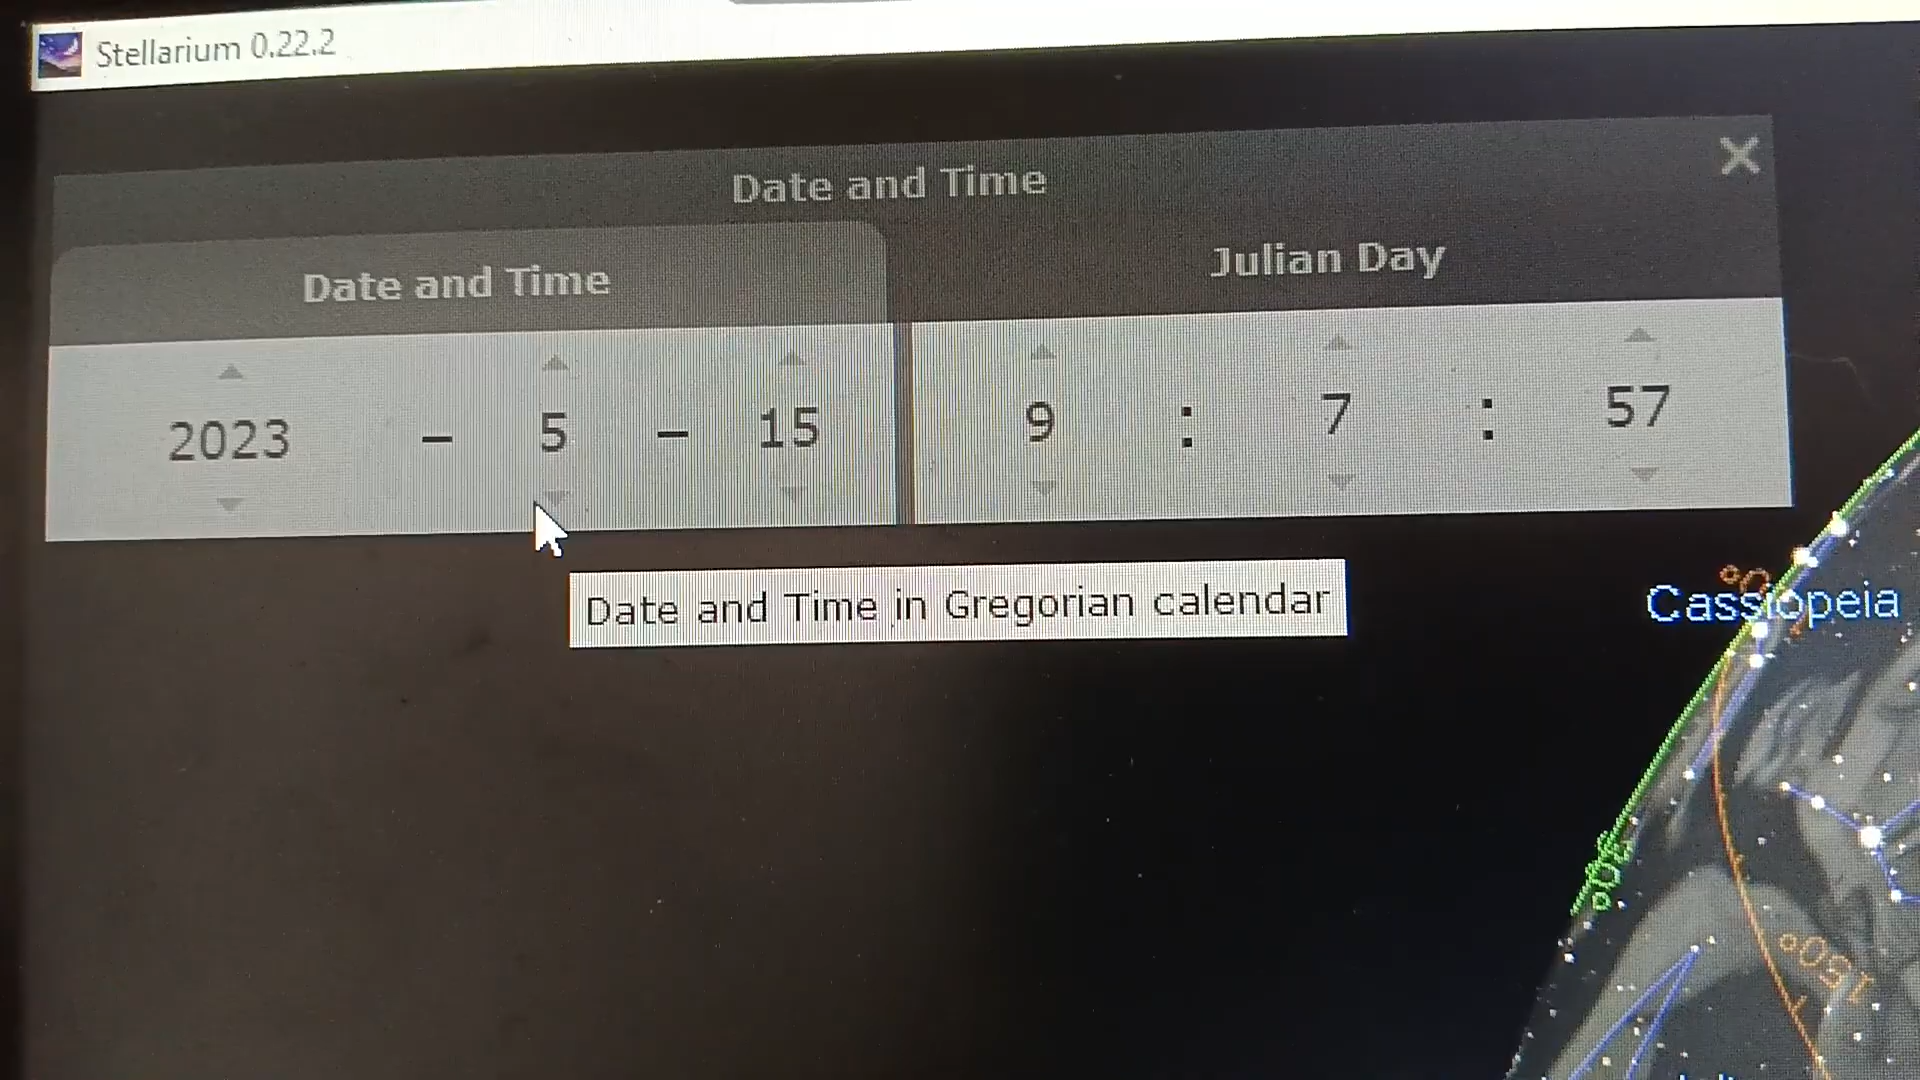 Stellarium 0.22.2
Date and Time
Date and Time
Julian Day
2023 - 5 - 15 9 : 7 : 57
Date and Time in Gregorian calendar
Cassiopeia
150°